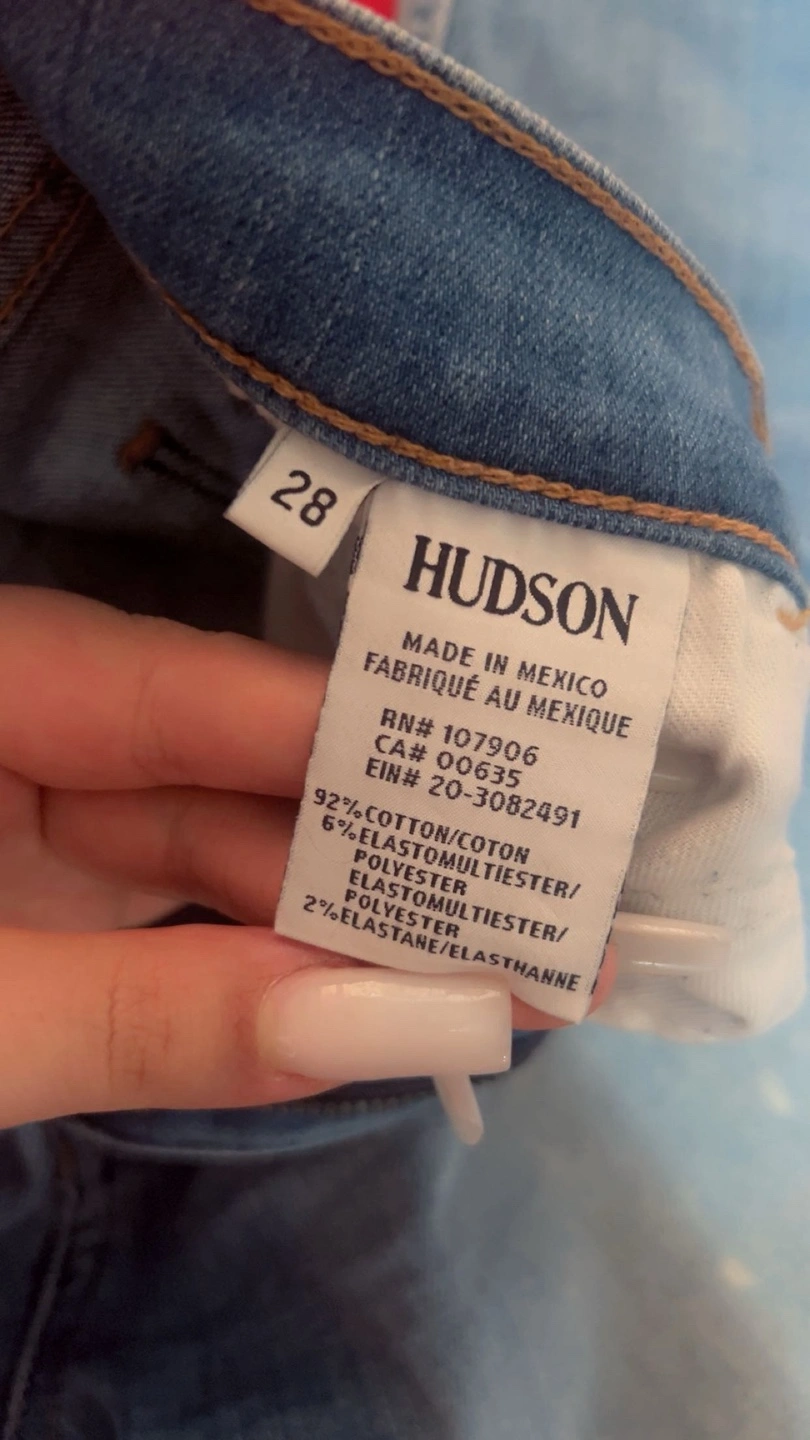 28
HUDSON
MADE IN MEXICO
FABRIQUÉ AU MEXIQUE
RN# 107906
CA# 00635
EIN# 20-3082491
92% COTTON/COTON
6% ELASTOMULTIESTER/
POLYESTER
ELASTOMULTIESTER/
POLYESTER
2% ELASTANE/ELASTHANNE